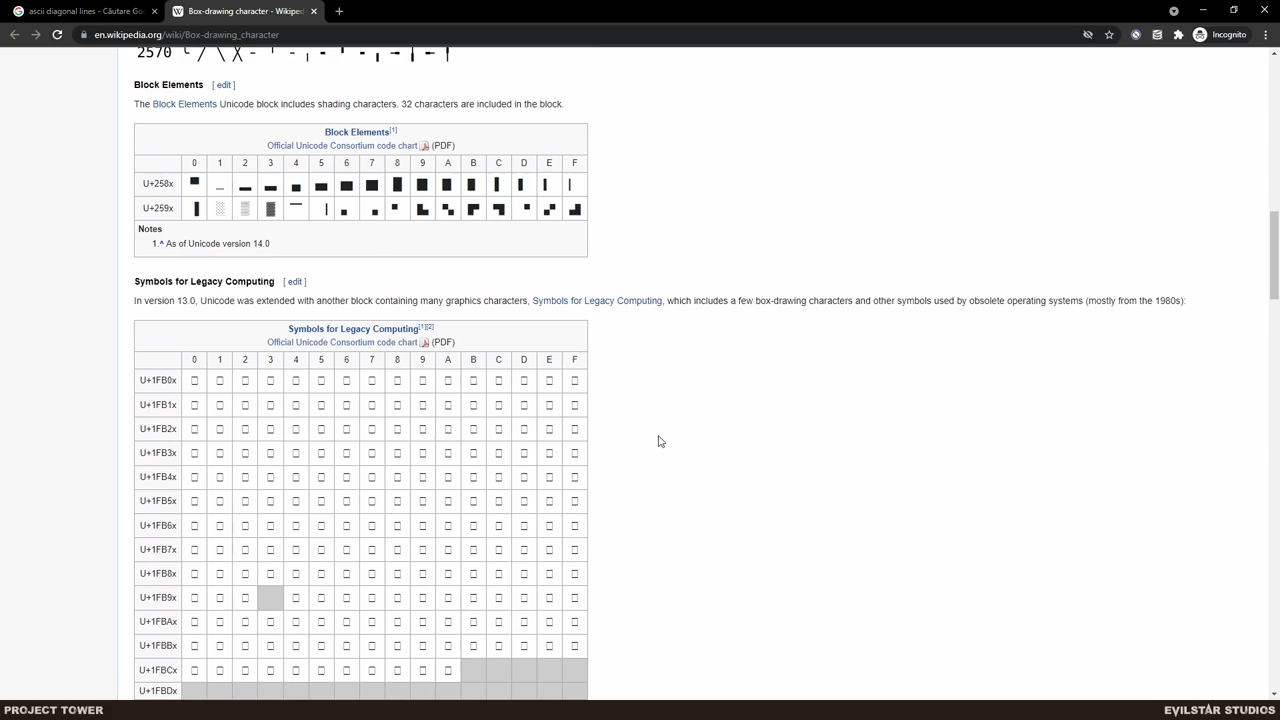 ascii diagonal lines - Căutare Goo
Box-drawing character - Wikiped
en.wikipedia.org/wiki/Box-drawing_character
Incognito
2570 ╰ ╱ ╲ ╳ ╴ ╵ ╶ ╷ ╸ ╹ ╺ ╻ ╼ ╽ ╾ ╿
Block Elements [ edit ]
The Block Elements Unicode block includes shading characters. 32 characters are included in the block.
Block Elements[1]
Official Unicode Consortium code chart (PDF)
0 1 2 3 4 5 6 7 8 9 A B C D E F
U+258x ▀ ▁ ▂ ▃ ▄ ▅ ▆ ▇ █ ▉ ▊ ▋ ▌ ▍ ▎ ▏
U+259x ▐ ░ ▒ ▓ ▔ ▕ ▖ ▗ ▘ ▙ ▚ ▛ ▜ ▝ ▞ ▟
Notes
1.^ As of Unicode version 14.0
Symbols for Legacy Computing [ edit ]
In version 13.0, Unicode was extended with another block containing many graphics characters, Symbols for Legacy Computing, which includes a few box-drawing characters and other symbols used by obsolete operating systems (mostly from the 1980s):
Symbols for Legacy Computing[1][2]
Official Unicode Consortium code chart (PDF)
0 1 2 3 4 5 6 7 8 9 A B C D E F
U+1FB0x
U+1FB1x
U+1FB2x
U+1FB3x
U+1FB4x
U+1FB5x
U+1FB6x
U+1FB7x
U+1FB8x
U+1FB9x
U+1FBAx
U+1FBBx
U+1FBCx
U+1FBDx
PROJECT TOWER
EVILSTAR STUDIOS